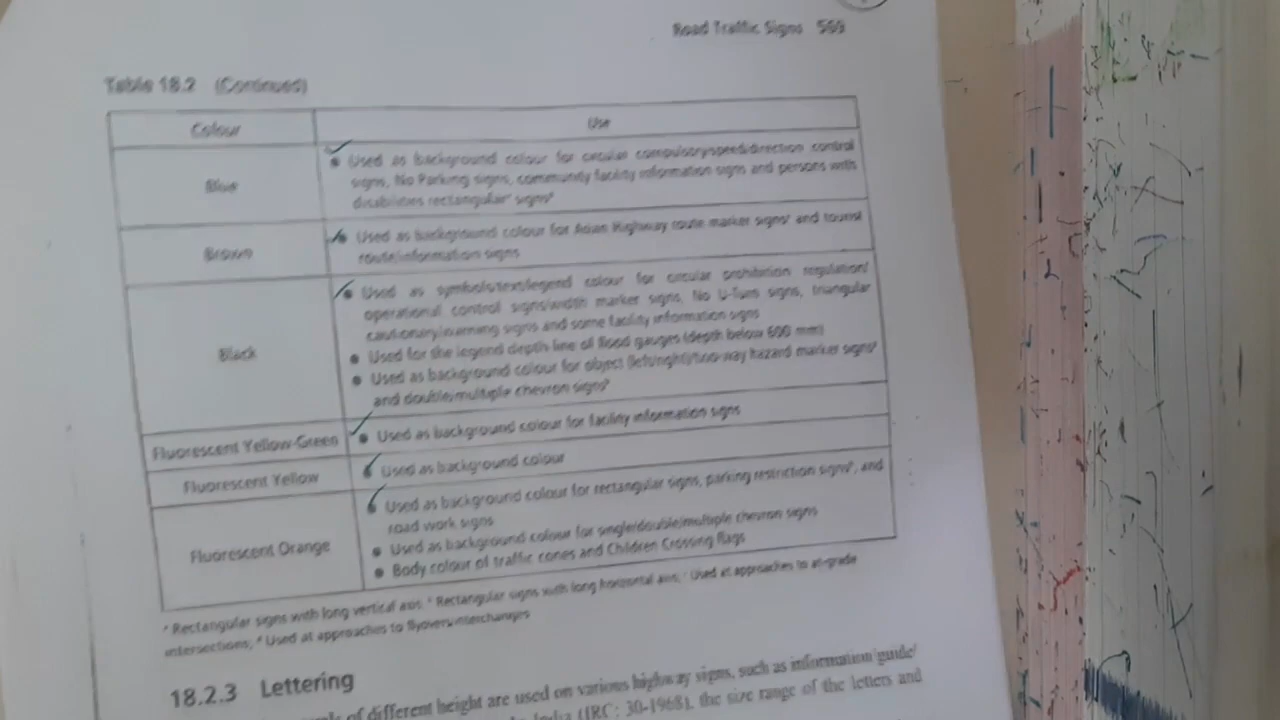 Road Traffic Signs 569
Table 18.2 (Continued)
Colour
Use
Blue
● Used as background colour for circular compulsory/speed/direction control
signs, No Parking signs, community facility information signs and persons with
disabilities rectangular signs
Brown
Used as background colour for Asian Highway route marker signs and tourist
route/information signs
Black
● Used as symbols/text/legend colour for circular prohibition regulation/
operational control signs/width marker signs, No U-Turn signs, triangular
cautionary/warning signs and some facility information signs
● Used for the legend depth-line of flood gauges (depth below 600 mm)
● Used as background colour for object (left/right)/two-way hazard marker signs
and double/multiple chevron signs
Fluorescent Yellow-Green
● Used as background colour for facility information signs
Fluorescent Yellow
● Used as background colour
Fluorescent Orange
● Used as background colour for rectangular signs, parking restriction signs, and
road work signs
● Used as background colour for single/double/multiple chevron signs
● Body colour of traffic cones and Children Crossing flags
Rectangular signs with long vertical axis; Rectangular signs with long horizontal axis; Used at approaches to at-grade
intersections; Used at approaches to flyovers/interchanges
18.2.3 Lettering
of different height are used on various highway signs, such as information/guide/
India (IRC: 30-1968), the size range of the letters and